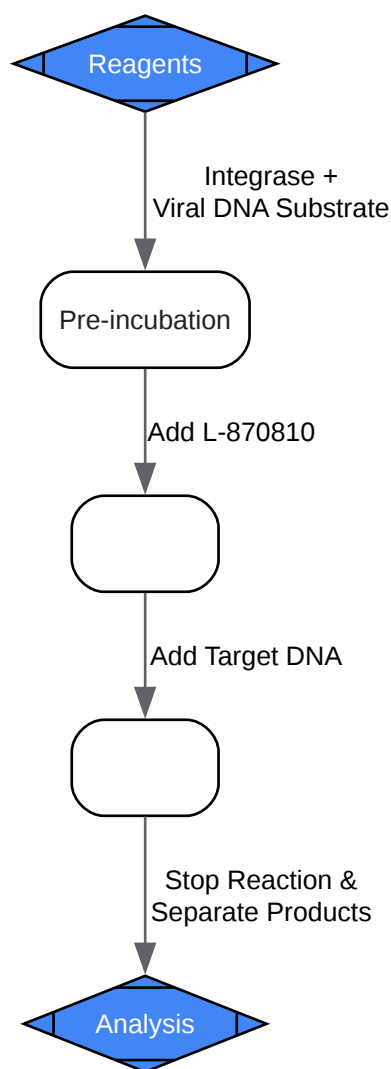 Reagents
Integrase +
Viral DNA Substrate
Pre-incubation
Add L-870810
Add Target DNA
Stop Reaction &
Separate Products
Analysis